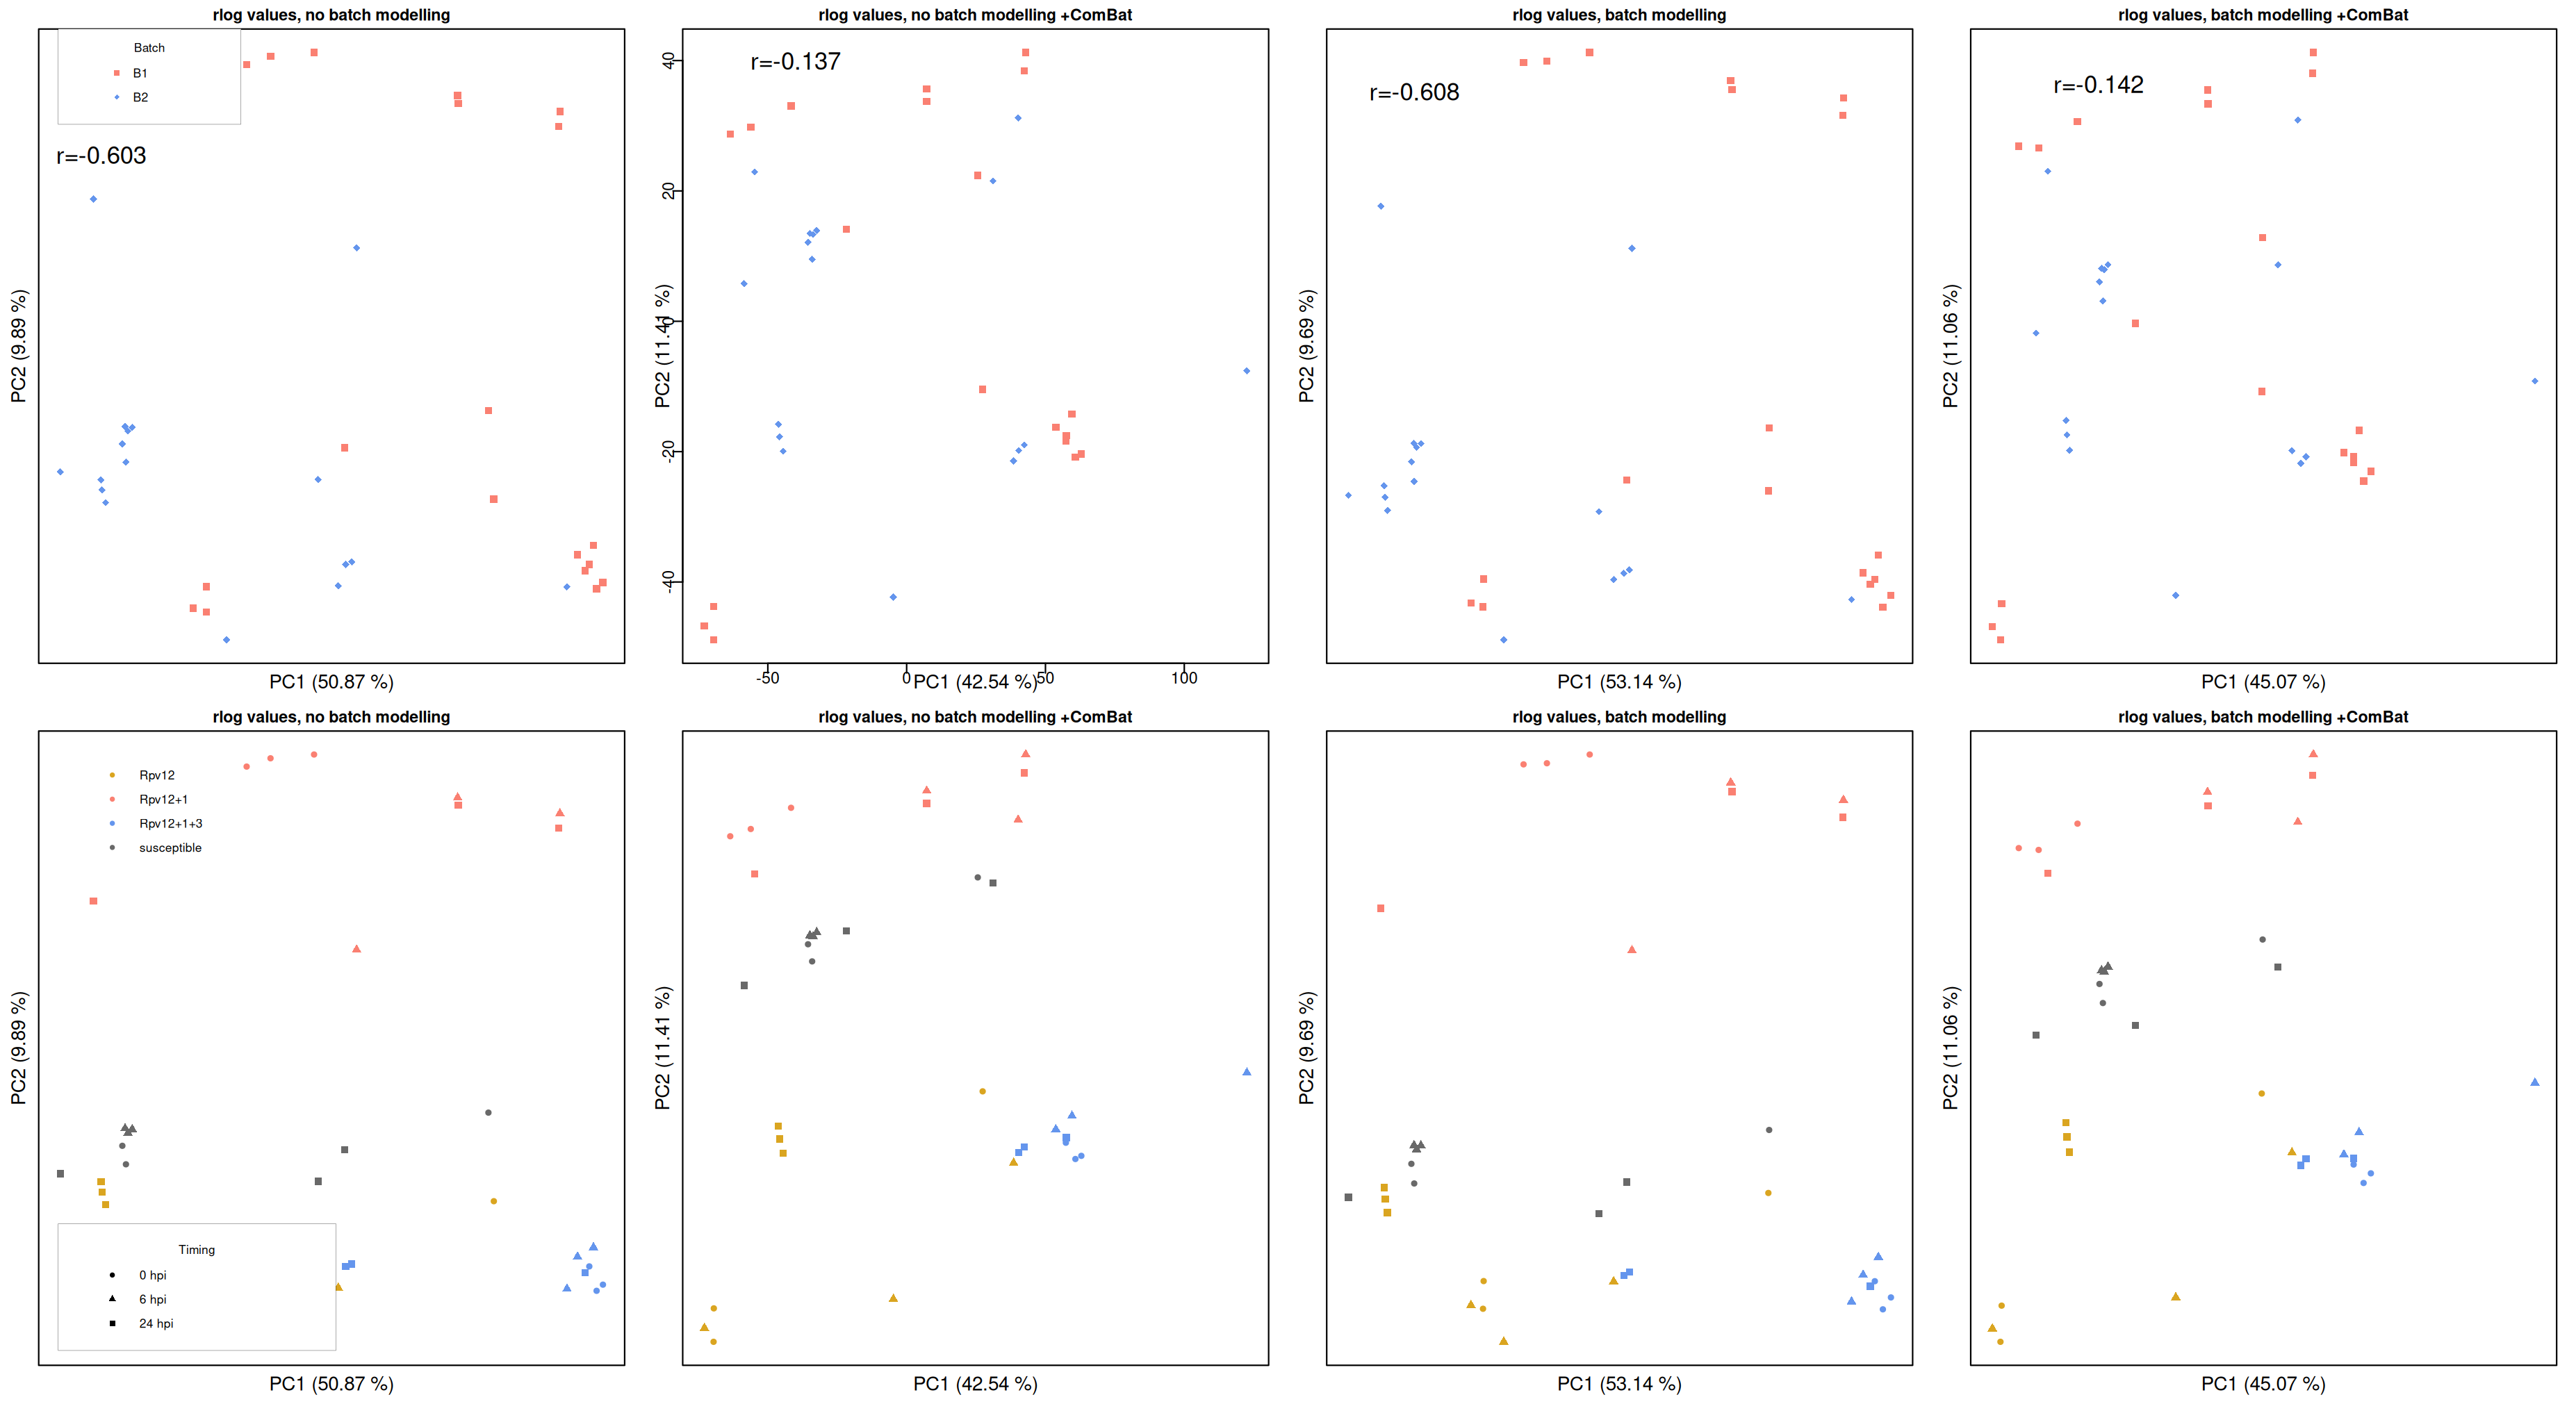 rlog values, no batch modelling
Batch
B1
B2
r=-0.603
PC2 (9.89 %)
PC1 (50.87 %)
rlog values, no batch modelling +ComBat
r=-0.137
40
20
0
-20
-40
PC2 (11.41 %)
-50
0
50
100
PC1 (42.54 %)
rlog values, batch modelling
r=-0.608
PC2 (9.69 %)
PC1 (53.14 %)
rlog values, batch modelling +ComBat
r=-0.142
PC2 (11.06 %)
PC1 (45.07 %)
rlog values, no batch modelling
Rpv12
Rpv12+1
Rpv12+1+3
susceptible
Timing
0 hpi
6 hpi
24 hpi
PC2 (9.89 %)
PC1 (50.87 %)
rlog values, no batch modelling +ComBat
PC2 (11.41 %)
PC1 (42.54 %)
rlog values, batch modelling
PC2 (9.69 %)
PC1 (53.14 %)
rlog values, batch modelling +ComBat
PC2 (11.06 %)
PC1 (45.07 %)